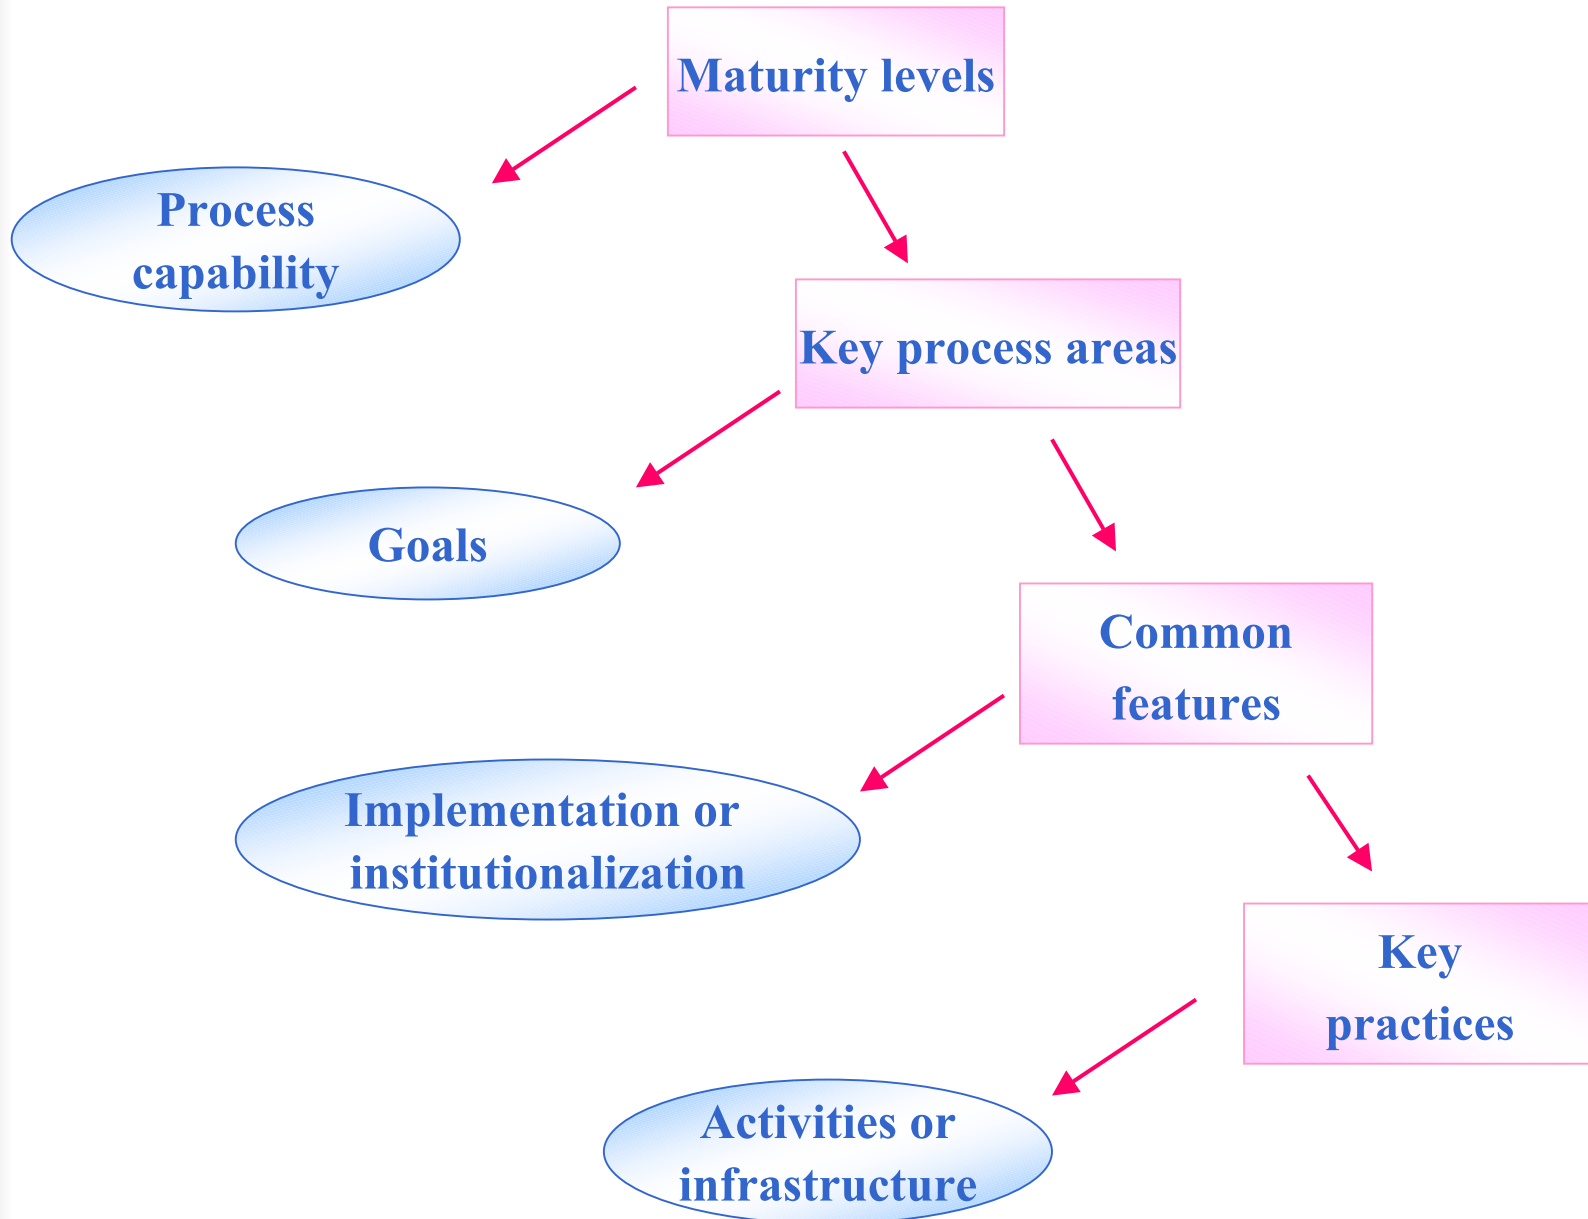 Maturity levels
Process
capability
Key process areas
Goals
Common
features
Implementation or
institutionalization
Key
practices
Activities or
infrastructure